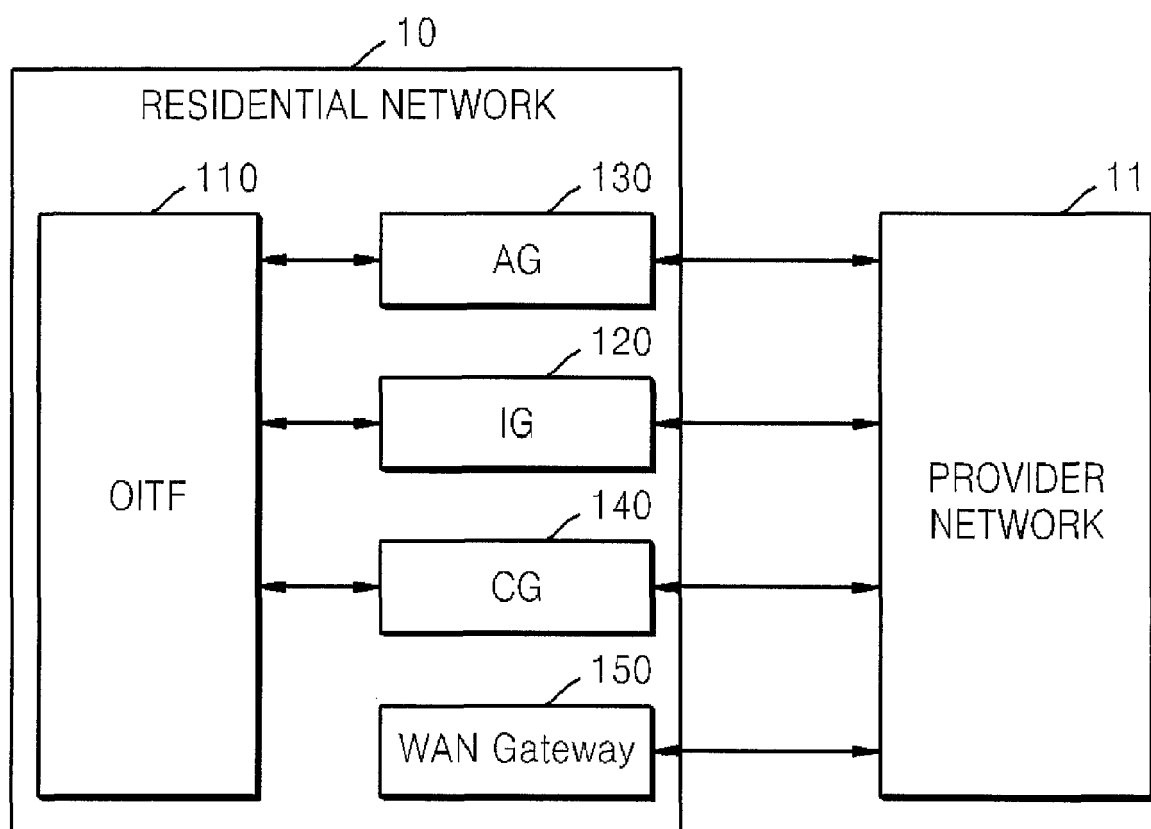 10
RESIDENTIAL NETWORK
110
130
11
AG
120
IG
OITF
PROVIDER
NETWORK
140
CG
150
WAN Gateway